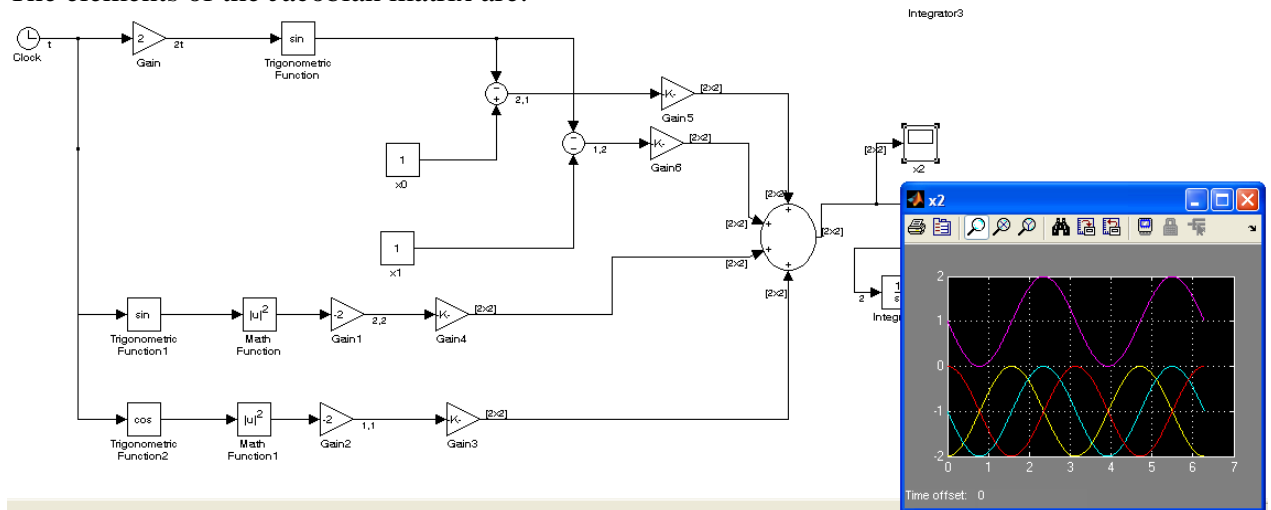 The elements of the Jacobian matrix are:
Integrator3
Clock
t
2
Gain
2t
sin
Trigonometric
Function
2,1
-K-
Gain5
[2x2]
1,2
-K-
Gain6
[2x2]
1
x0
1
x1
[2x2]
[2x2]
[2x2]
[2x2]
[2x2]
[2x2]
x2
2
1
sin
Trigonometric
Function1
|u|2
Math
Function
-2
Gain1
2,2
-K-
Gain4
[2x2]
cos
Trigonometric
Function2
|u|2
Math
Function1
-2
Gain2
1,1
-K-
Gain3
[2x2]
x2
2
1
0
-1
-2
0 1 2 3 4 5 6 7
Time offset: 0